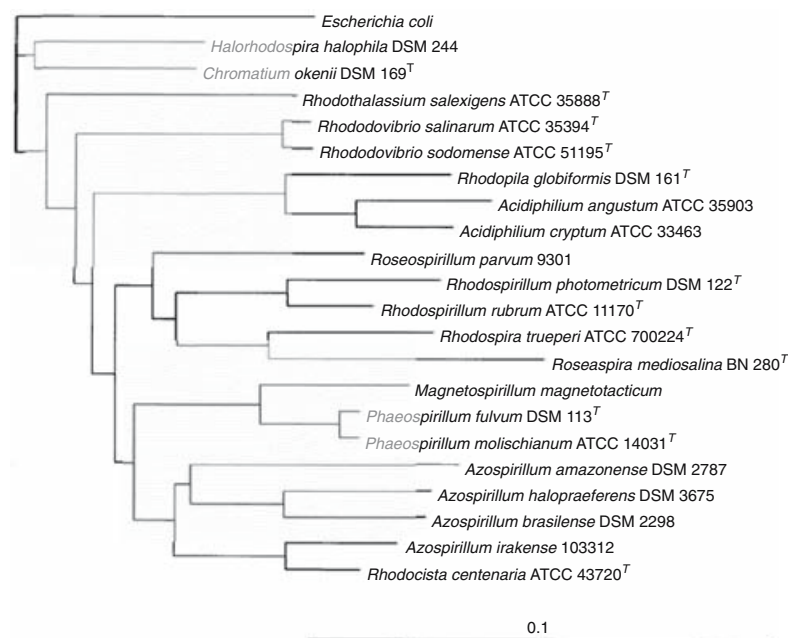 Escherichia coli
Halorhodospira halophila DSM 244
Chromatium okenii DSM 169T
Rhodothalassium salexigens ATCC 35888T
Rhododovibrio salinarum ATCC 35394T
Rhododovibrio sodomense ATCC 51195T
Rhodopila globiformis DSM 161T
Acidiphilium angustum ATCC 35903
Acidiphilium cryptum ATCC 33463
Roseospirillum parvum 9301
Rhodospirillum photometricum DSM 122T
Rhodospirillum rubrum ATCC 11170T
Rhodospira trueperi ATCC 700224T
Roseaspira mediosalina BN 280T
Magnetospirillum magnetotacticum
Phaeospirillum fulvum DSM 113T
Phaeospirillum molischianum ATCC 14031T
Azospirillum amazonense DSM 2787
Azospirillum halopraeferens DSM 3675
Azospirillum brasilense DSM 2298
Azospirillum irakense 103312
Rhodocista centenaria ATCC 43720T
0.1